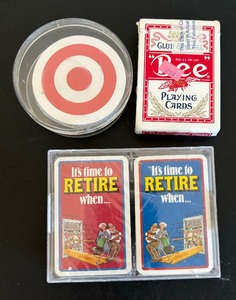 "Bee"
PLAYING
CARDS
It's time to
RETIRE
when...
It's time to
RETIRE
when...